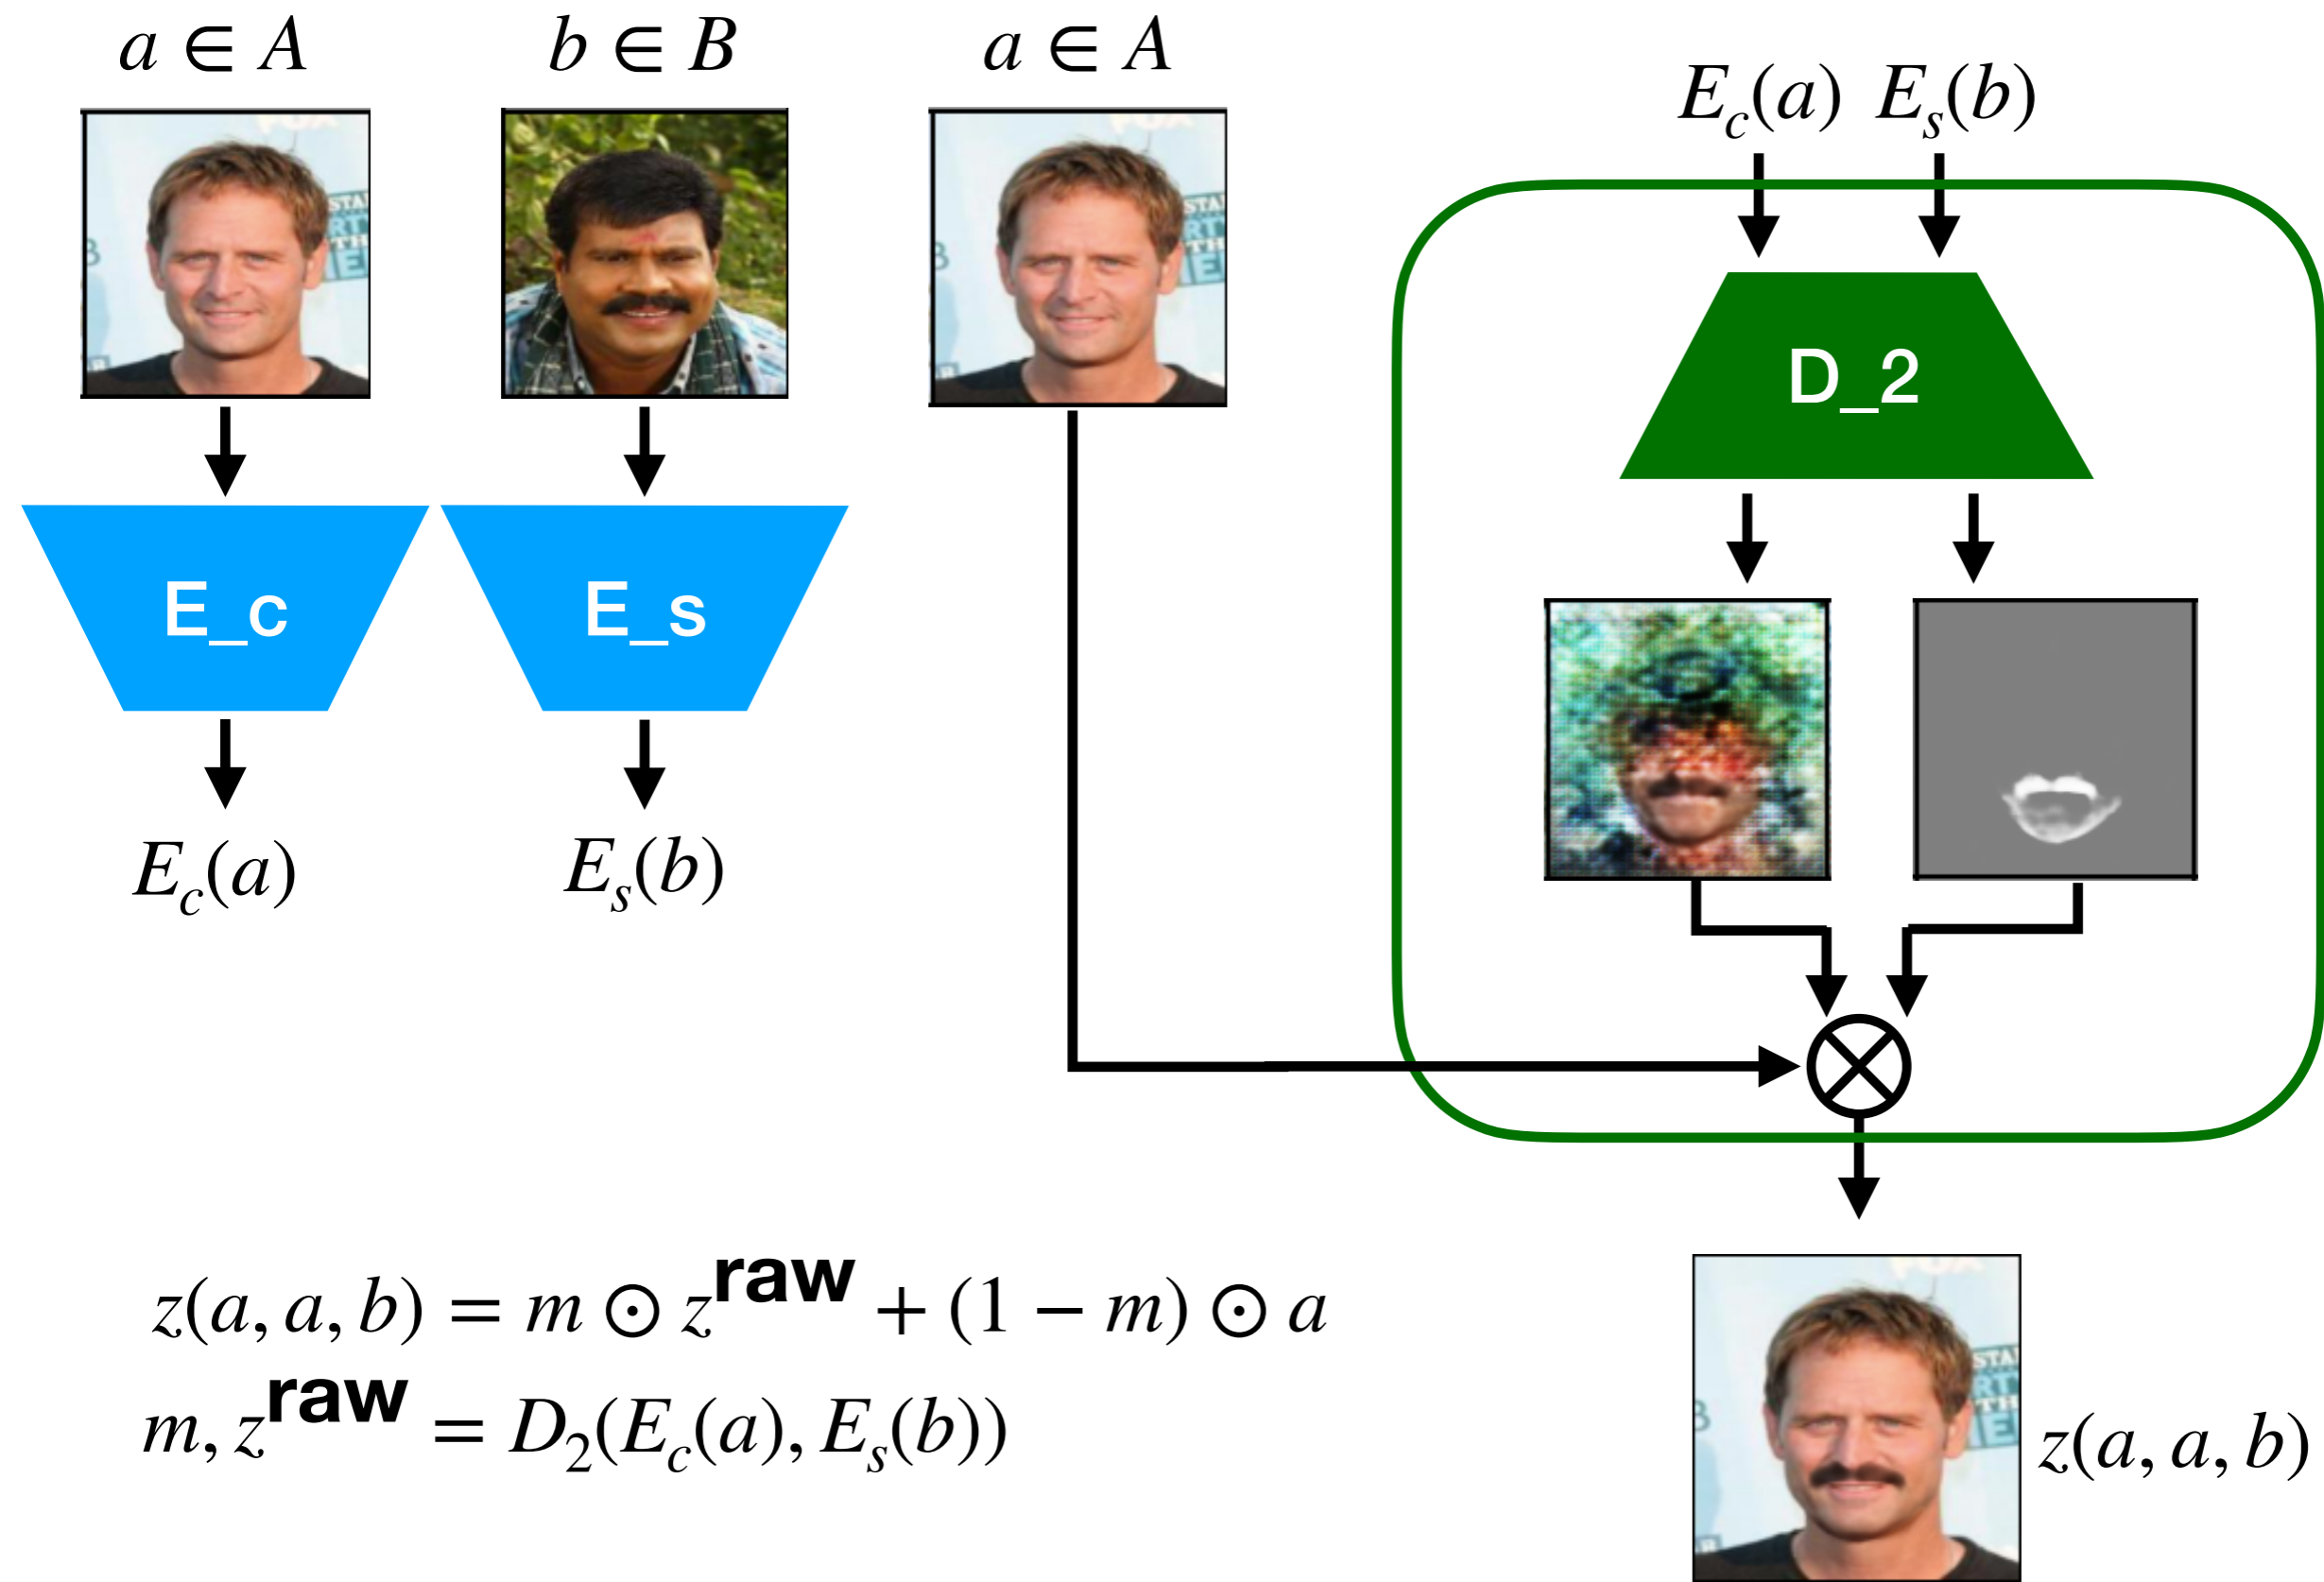 a ∈ A
b ∈ B
a ∈ A
E_c
E_s
E_c(a)
E_s(b)
E_c(a) E_s(b)
D_2
z(a, a, b)
z(a, a, b) = m ⊙ z^raw + (1 − m) ⊙ a
m, z^raw = D_2(E_c(a), E_s(b))